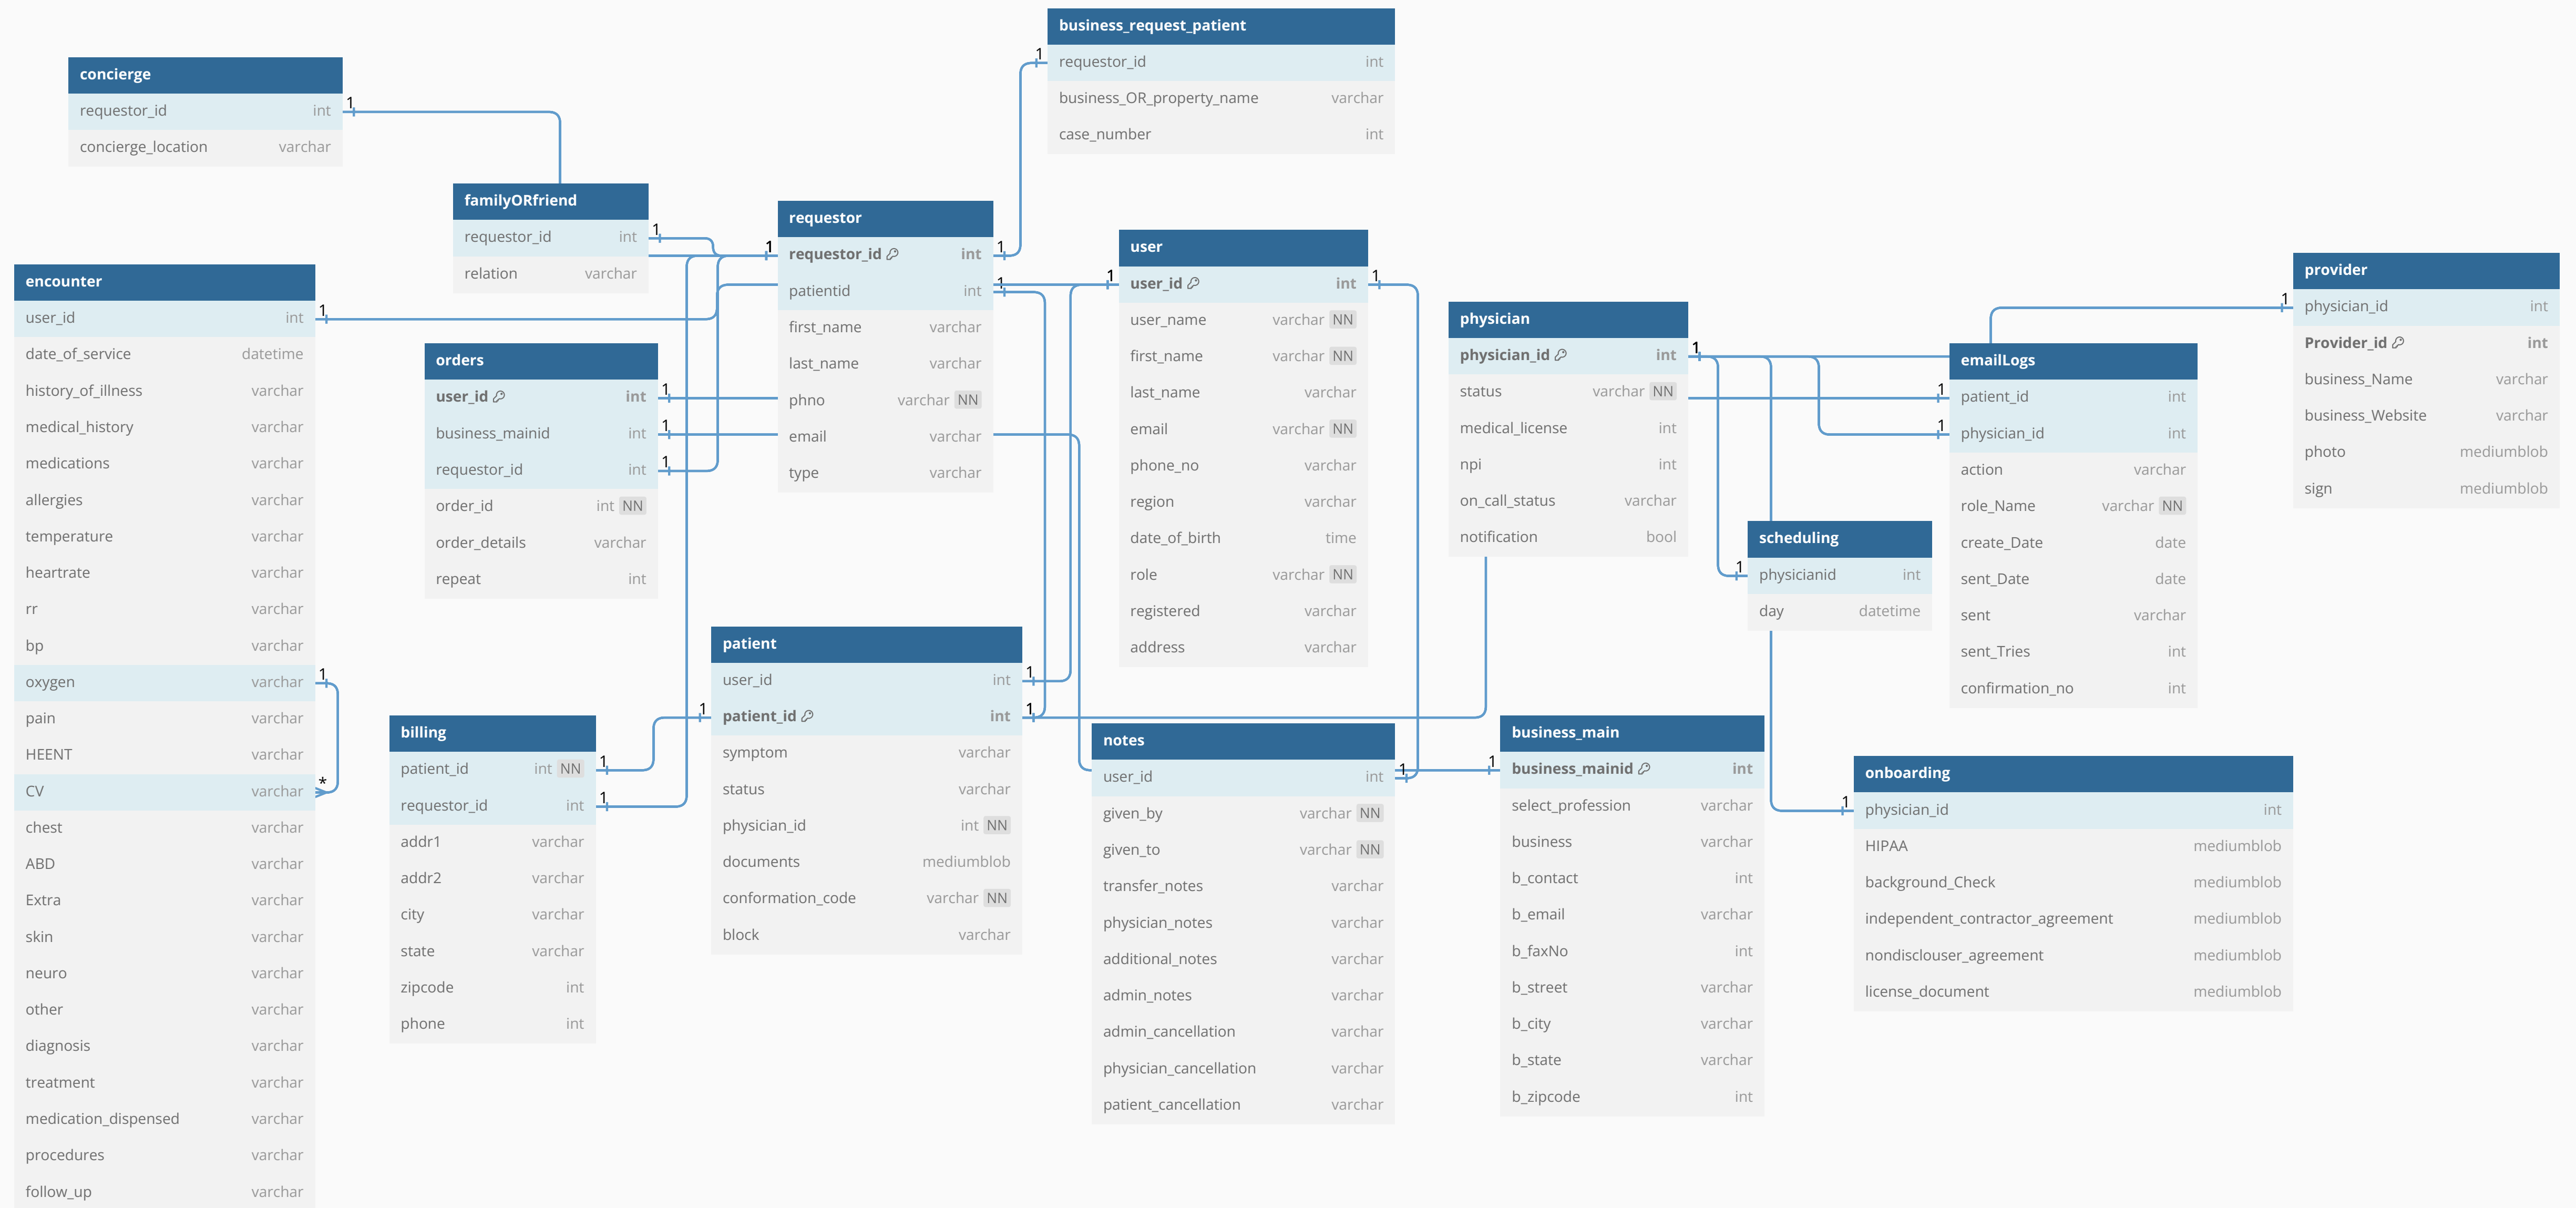 business_request_patient
requestor_id int
business_OR_property_name varchar
case_number int
concierge
requestor_id int
concierge_location varchar
familyORfriend
requestor_id int
relation varchar
requestor
requestor_id int
patientid int
first_name varchar
last_name varchar
phno varchar NN
email varchar
type varchar
user
user_id int
user_name varchar NN
first_name varchar NN
last_name varchar
email varchar NN
phone_no varchar
region varchar
date_of_birth time
role varchar NN
registered varchar
address varchar
provider
physician_id int
Provider_id int
business_Name varchar
business_Website varchar
photo mediumblob
sign mediumblob
encounter
user_id int
date_of_service datetime
history_of_illness varchar
medical_history varchar
medications varchar
allergies varchar
temperature varchar
heartrate varchar
rr varchar
bp varchar
oxygen varchar
pain varchar
HEENT varchar
CV varchar
chest varchar
ABD varchar
Extra varchar
skin varchar
neuro varchar
other varchar
diagnosis varchar
treatment varchar
medication_dispensed varchar
procedures varchar
follow_up varchar
orders
user_id int
business_mainid int
requestor_id int
order_id int NN
order_details varchar
repeat int
physician
physician_id int
status varchar NN
medical_license int
npi int
on_call_status varchar
notification bool
emailLogs
patient_id int
physician_id int
action varchar
role_Name varchar NN
create_Date date
sent_Date date
sent varchar
sent_Tries int
confirmation_no int
scheduling
physicianid int
day datetime
patient
user_id int
patient_id int
symptom varchar
status varchar
physician_id int NN
documents mediumblob
conformation_code varchar NN
block varchar
billing
patient_id int NN
requestor_id int
addr1 varchar
addr2 varchar
city varchar
state varchar
zipcode int
phone int
notes
user_id int
given_by varchar NN
given_to varchar NN
transfer_notes varchar
physician_notes varchar
additional_notes varchar
admin_notes varchar
admin_cancellation varchar
physician_cancellation varchar
patient_cancellation varchar
business_main
business_mainid int
select_profession varchar
business varchar
b_contact int
b_email varchar
b_faxNo int
b_street varchar
b_city varchar
b_state varchar
b_zipcode int
onboarding
physician_id int
HIPAA mediumblob
background_Check mediumblob
independent_contractor_agreement mediumblob
nondisclouser_agreement mediumblob
license_document mediumblob